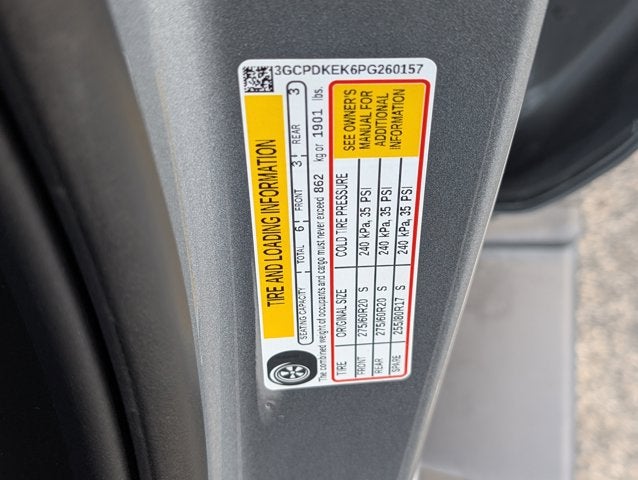 3GCPDKEK6PG260157
TIRE AND LOADING INFORMATION
SEATING CAPACITY TOTAL 6 FRONT 3 REAR 3
The combined weight of occupants and cargo must never exceed 862 kg or 1901 lbs.
TIRE ORIGINAL SIZE COLD TIRE PRESSURE
FRONT 275/60R20 S 240 kPa, 35 PSI
REAR 275/60R20 S 240 kPa, 35 PSI
SPARE 255/80R17 S 240 kPa, 35 PSI
SEE OWNER'S
MANUAL FOR
ADDITIONAL
INFORMATION